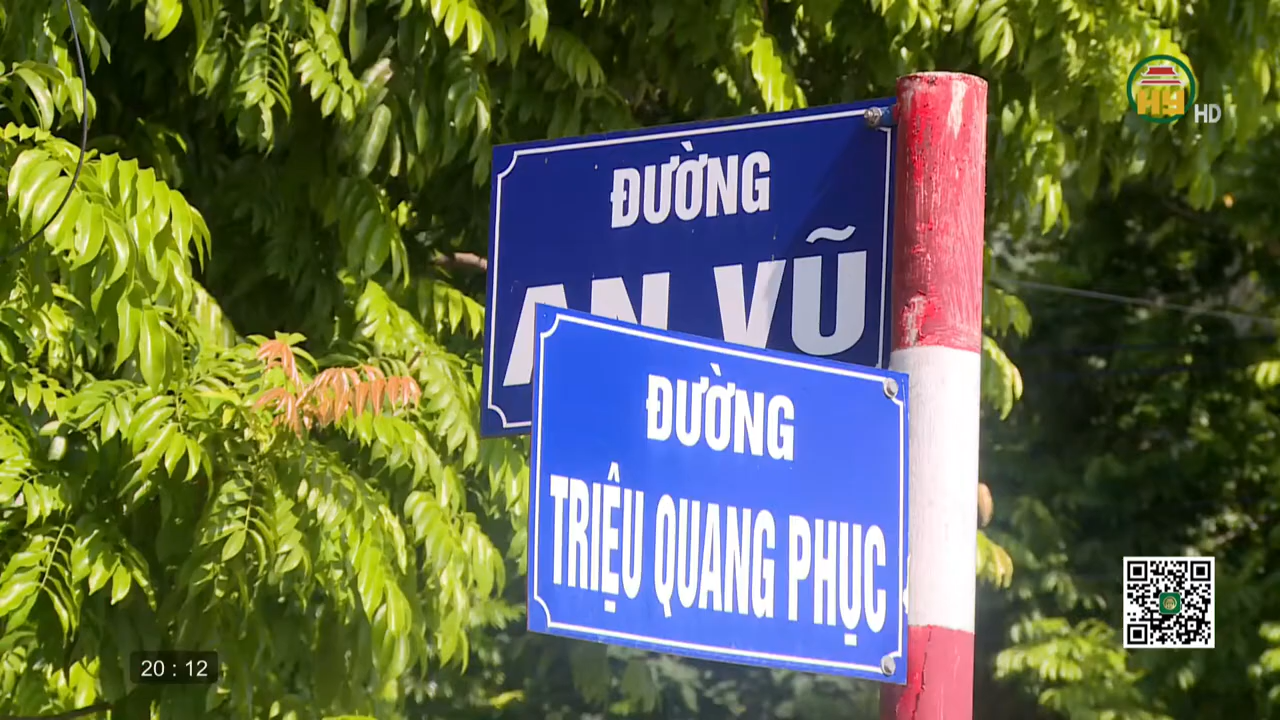 ĐƯỜNG
AN VŨ
ĐƯỜNG
TRIỆU QUANG PHỤC
HY HD
20 : 12